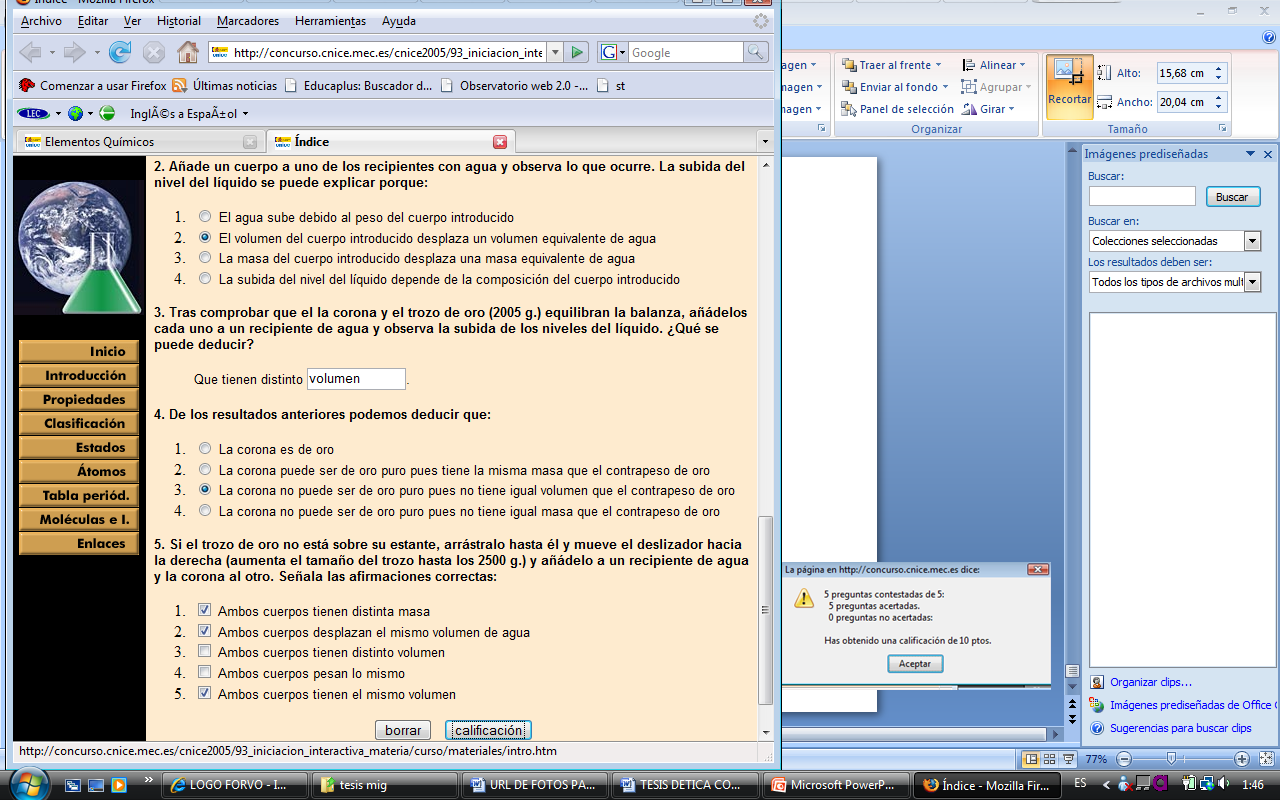 Índice - Mozilla Firefox
Archivo Editar Ver Historial Marcadores Herramientas Ayuda
http://concurso.cnice.mec.es/cnice2005/93_iniciacion_inte
Google
Comenzar a usar Firefox Últimas noticias Educaplus: Buscador d... Observatorio web 2.0 -... st
LEC InglÃ©s a EspaÃ±ol
Elementos Químicos Índice
2. Añade un cuerpo a uno de los recipientes con agua y observa lo que ocurre. La subida del
nivel del líquido se puede explicar porque:
1. El agua sube debido al peso del cuerpo introducido
2. El volumen del cuerpo introducido desplaza un volumen equivalente de agua
3. La masa del cuerpo introducido desplaza una masa equivalente de agua
4. La subida del nivel del líquido depende de la composición del cuerpo introducido
3. Tras comprobar que el la corona y el trozo de oro (2005 g.) equilibran la balanza, añádelos
cada uno a un recipiente de agua y observa la subida de los niveles del líquido. ¿Qué se
puede deducir?
Que tienen distinto volumen.
4. De los resultados anteriores podemos deducir que:
1. La corona es de oro
2. La corona puede ser de oro puro pues tiene la misma masa que el contrapeso de oro
3. La corona no puede ser de oro puro pues no tiene igual volumen que el contrapeso de oro
4. La corona no puede ser de oro puro pues no tiene igual masa que el contrapeso de oro
5. Si el trozo de oro no está sobre su estante, arrástralo hasta él y mueve el deslizador hacia
la derecha (aumenta el tamaño del trozo hasta los 2500 g.) y añádelo a un recipiente de agua
y la corona al otro. Señala las afirmaciones correctas:
1. Ambos cuerpos tienen distinta masa
2. Ambos cuerpos desplazan el mismo volumen de agua
3. Ambos cuerpos tienen distinto volumen
4. Ambos cuerpos pesan lo mismo
5. Ambos cuerpos tienen el mismo volumen
borrar calificación
Inicio
Introducción
Propiedades
Clasificación
Estados
Átomos
Tabla periód.
Moléculas e I.
Enlaces
http://concurso.cnice.mec.es/cnice2005/93_iniciacion_interactiva_materia/curso/materiales/intro.htm
agen Traer al frente Alinear
magen Enviar al fondo Agrupar
magen Panel de selección Girar
Organizar
Recortar
Alto: 15,68 cm
Ancho: 20,04 cm
Tamaño
Imágenes prediseñadas
Buscar:
Buscar
Buscar en:
Colecciones seleccionadas
Los resultados deben ser:
Todos los tipos de archivos mult
Organizar clips...
Imágenes prediseñadas de Office
Sugerencias para buscar clips
La página en http://concurso.cnice.mec.es dice:
5 preguntas contestadas de 5:
5 preguntas acertadas.
0 preguntas no acertadas:
Has obtenido una calificación de 10 ptos.
Aceptar
77%
LOGO FORVO - I... tesis mig URL DE FOTOS PA... TESIS DETICA CO... Microsoft PowerP... Índice - Mozilla Fir... ES 1:46